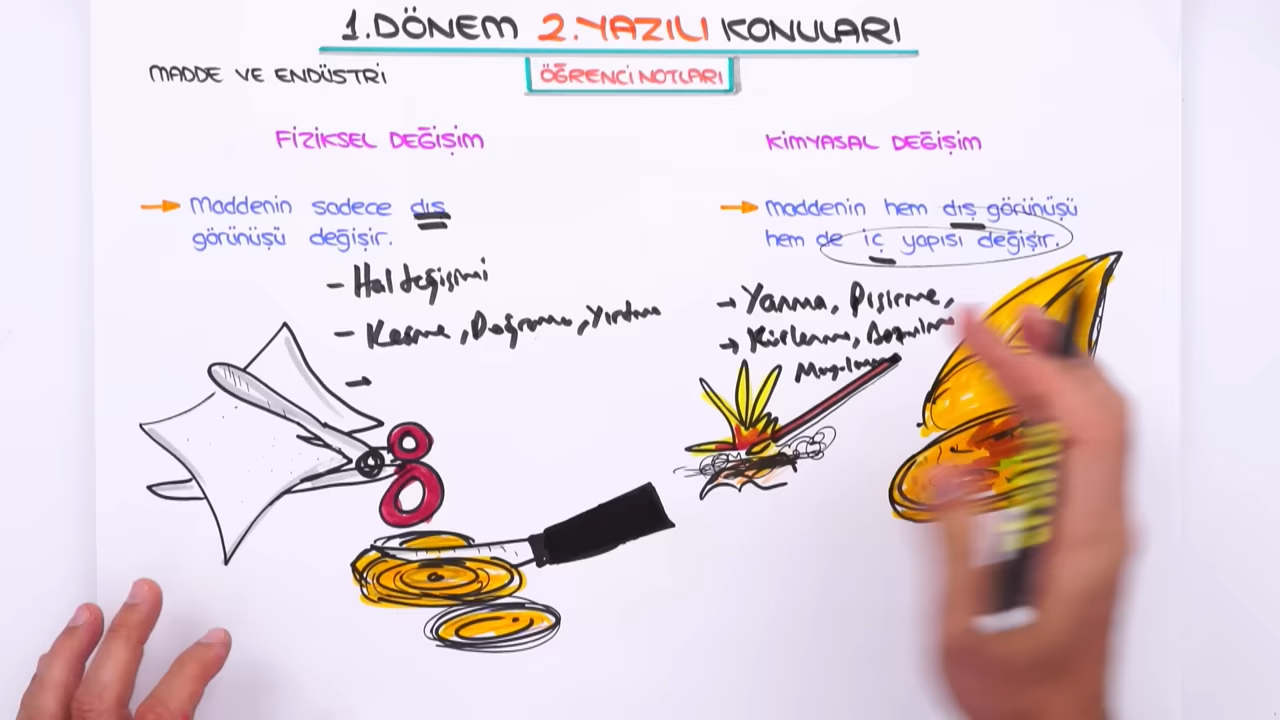 1.DÖNEM 2.YAZILI KONULARI
MADDE VE ENDÜSTRİ
ÖĞRENCİ NOTLARI
FİZİKSEL DEĞİŞİM
KİMYASAL DEĞİŞİM
→ Maddenin sadece dış
görünüşü değişir.
- Hal değişimi
- Kesme, Doğrama, Yırtma
→ maddenin hem dış görünüşü
hem de iç yapısı değişir.
→ Yanma, Pişirme,
→